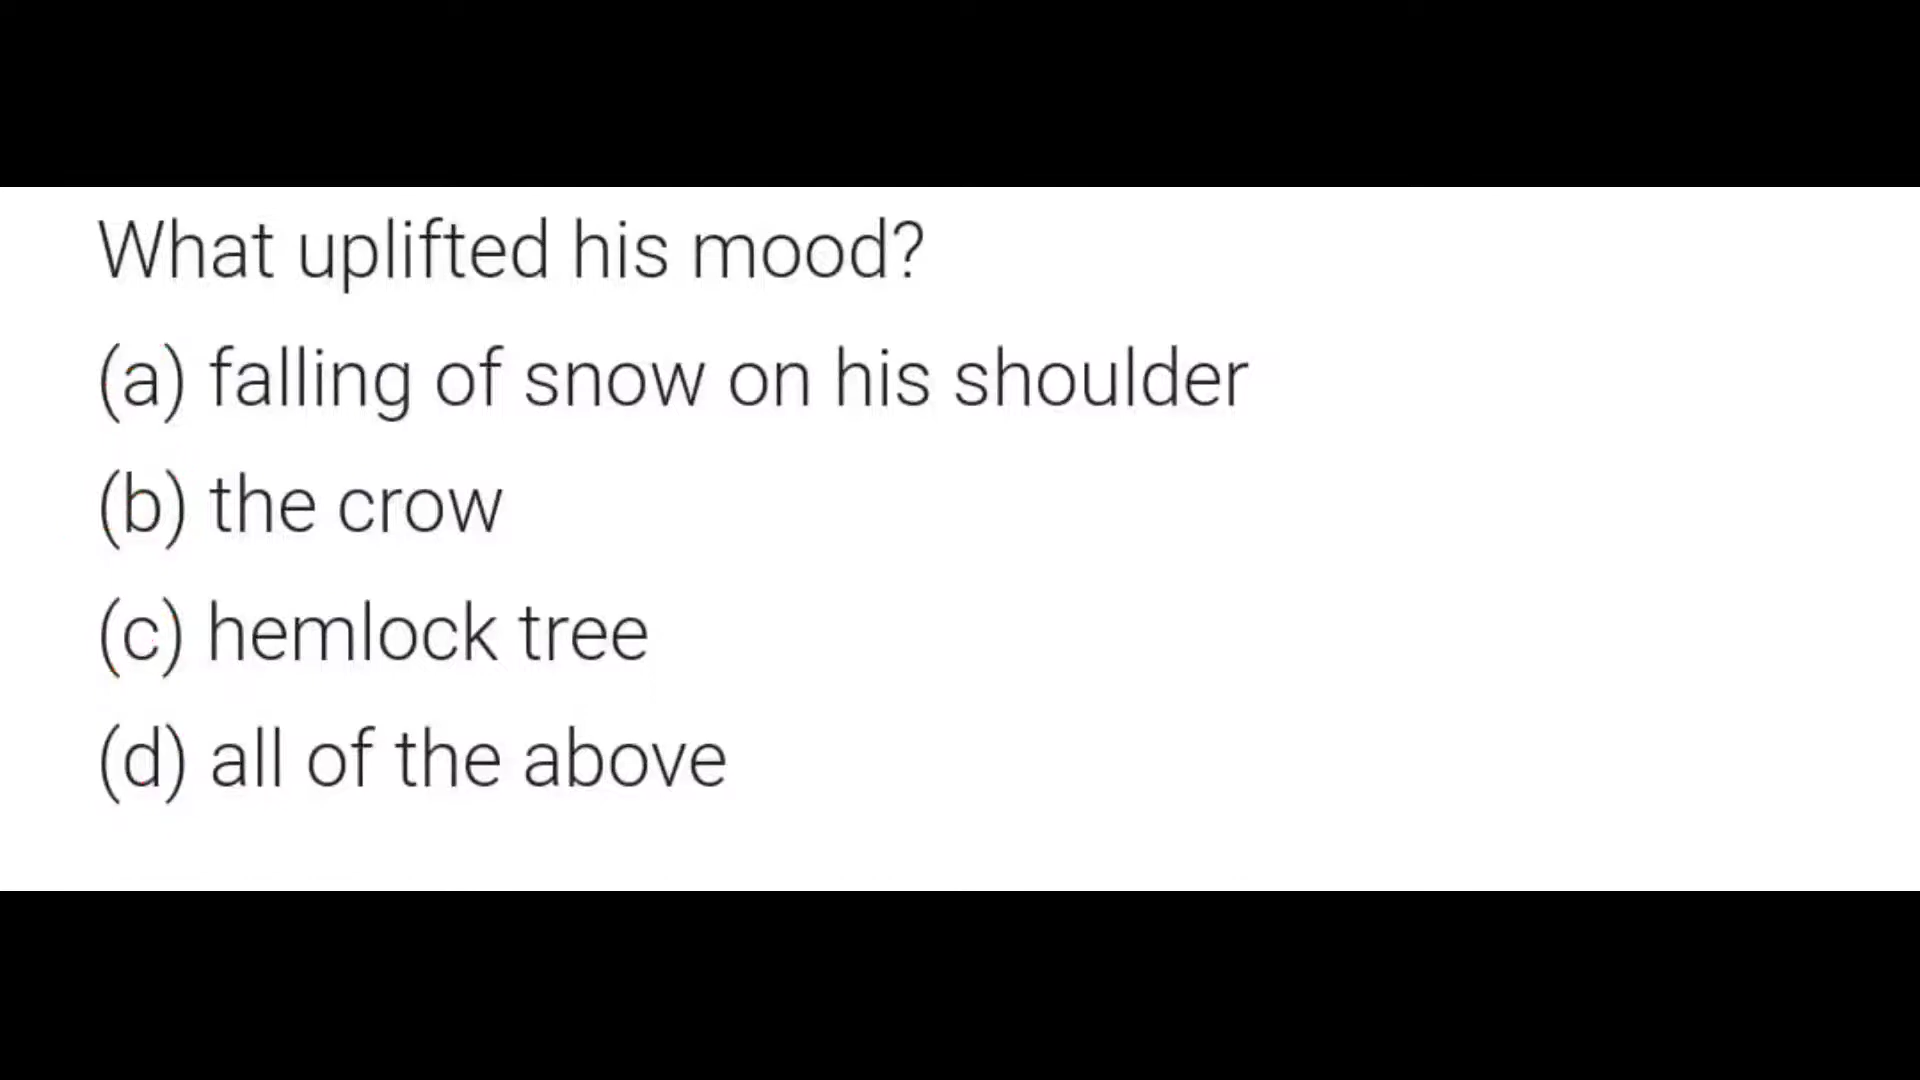 What uplifted his mood?
(a) falling of snow on his shoulder
(b) the crow
(c) hemlock tree
(d) all of the above